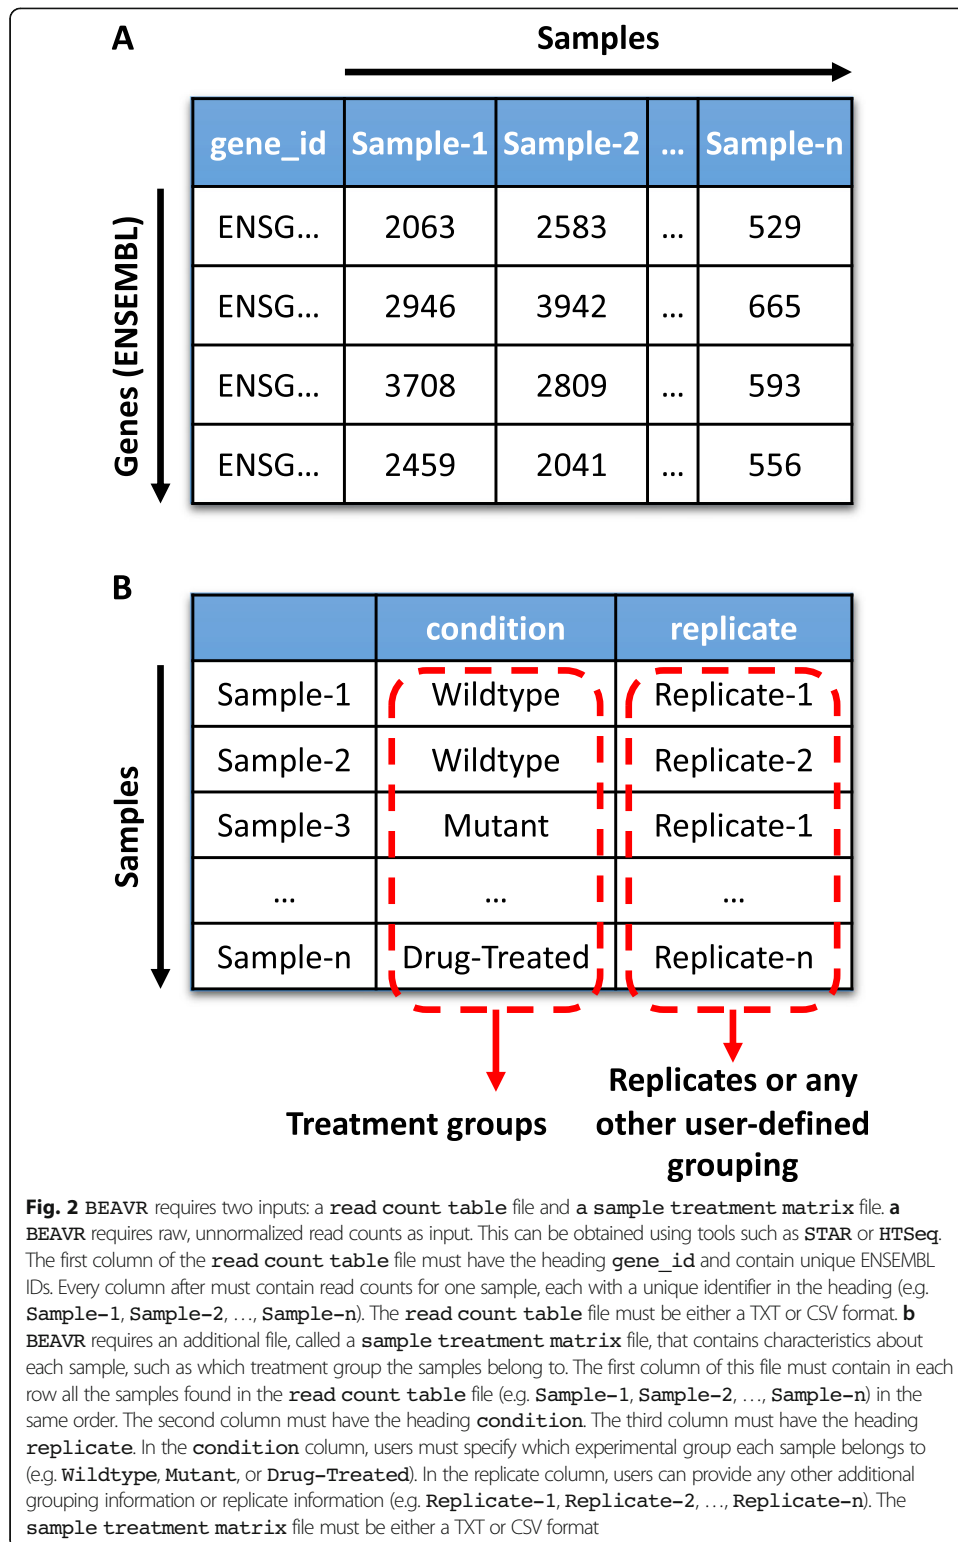 A
Samples
gene_id Sample-1 Sample-2 ... Sample-n
ENSG... 2063 2583 ... 529
ENSG... 2946 3942 ... 665
ENSG... 3708 2809 ... 593
ENSG... 2459 2041 ... 556
Genes (ENSEMBL)
B
condition replicate
Sample-1 Wildtype Replicate-1
Sample-2 Wildtype Replicate-2
Sample-3 Mutant Replicate-1
... ... ...
Sample-n Drug-Treated Replicate-n
Samples
Treatment groups
Replicates or any
other user-defined
grouping
Fig. 2 BEAVR requires two inputs: a read count table file and a sample treatment matrix file. a
BEAVR requires raw, unnormalized read counts as input. This can be obtained using tools such as STAR or HTSeq.
The first column of the read count table file must have the heading gene_id and contain unique ENSEMBL
IDs. Every column after must contain read counts for one sample, each with a unique identifier in the heading (e.g.
Sample-1, Sample-2, ..., Sample-n). The read count table file must be either a TXT or CSV format. b
BEAVR requires an additional file, called a sample treatment matrix file, that contains characteristics about
each sample, such as which treatment group the samples belong to. The first column of this file must contain in each
row all the samples found in the read count table file (e.g. Sample-1, Sample-2, ..., Sample-n) in the
same order. The second column must have the heading condition. The third column must have the heading
replicate. In the condition column, users must specify which experimental group each sample belongs to
(e.g. Wildtype, Mutant, or Drug-Treated). In the replicate column, users can provide any other additional
grouping information or replicate information (e.g. Replicate-1, Replicate-2, ..., Replicate-n). The
sample treatment matrix file must be either a TXT or CSV format